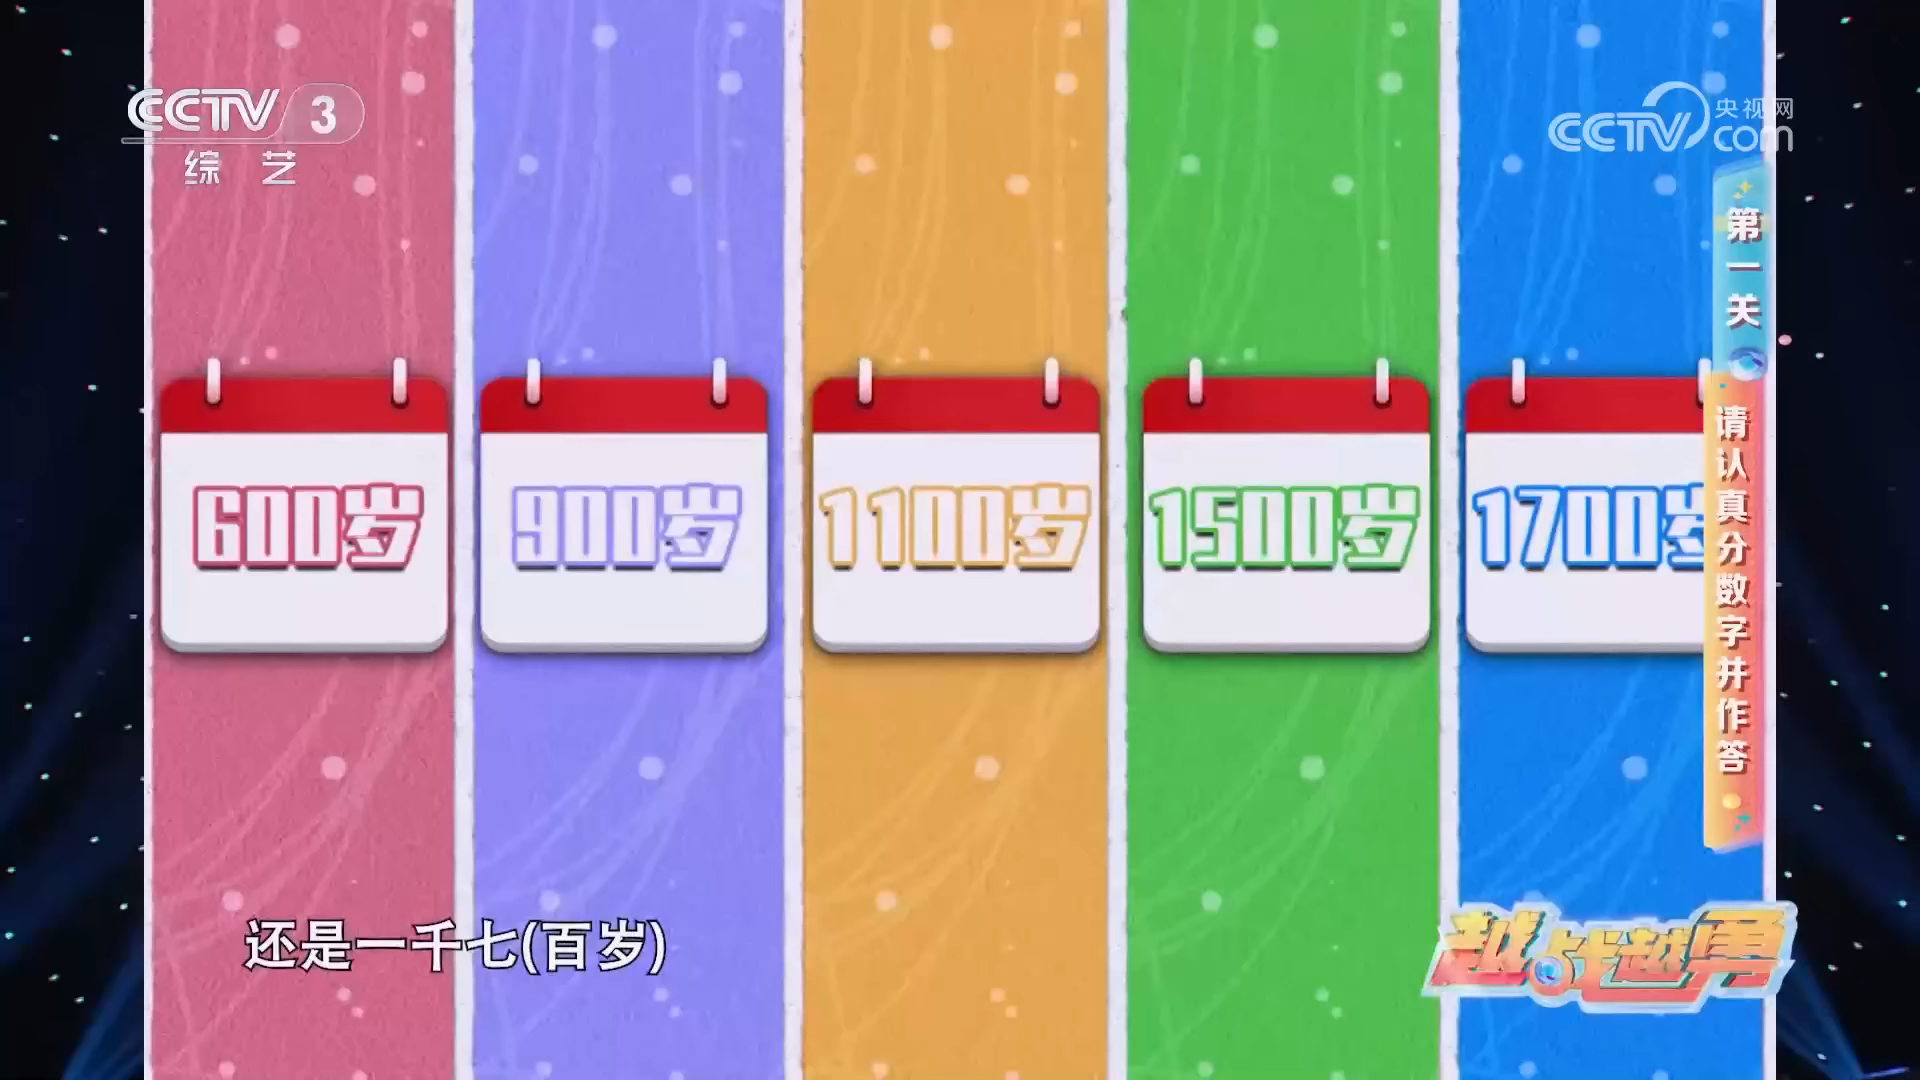 CCTV 3
综艺
CCTV.com
央视网
第一关
请认真分数字并作答
600岁
900岁
1100岁
1500岁
1700岁
还是一千七(百岁)
越战越勇